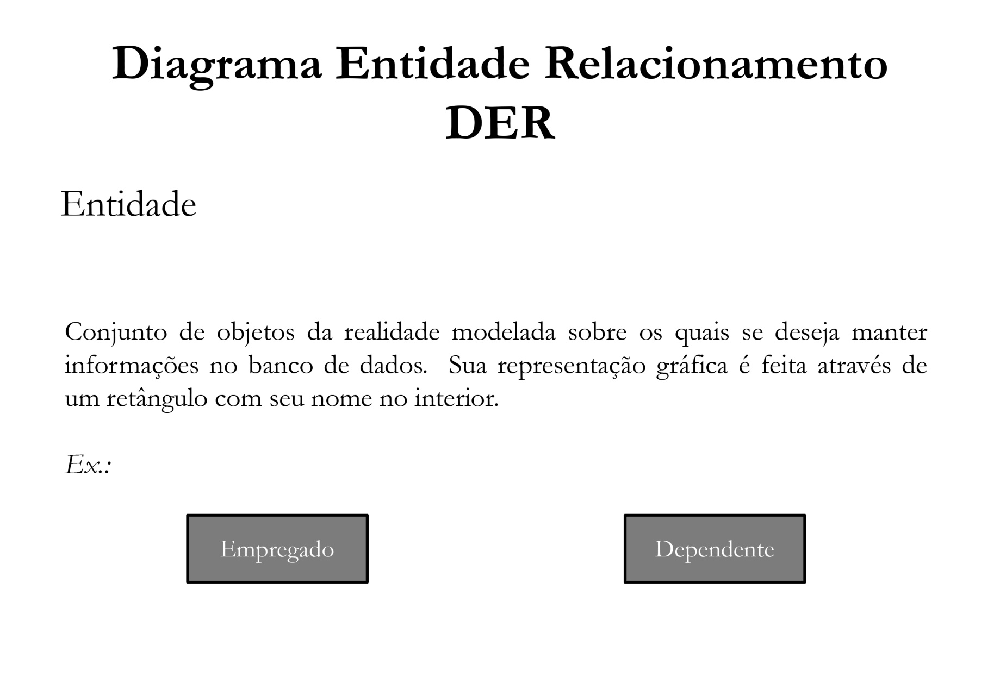 Diagrama Entidade Relacionamento
DER
Entidade
Conjunto de objetos da realidade modelada sobre os quais se deseja manter
informações no banco de dados.  Sua representação gráfica é feita através de
um retângulo com seu nome no interior.
Ex.:
Empregado
Dependente